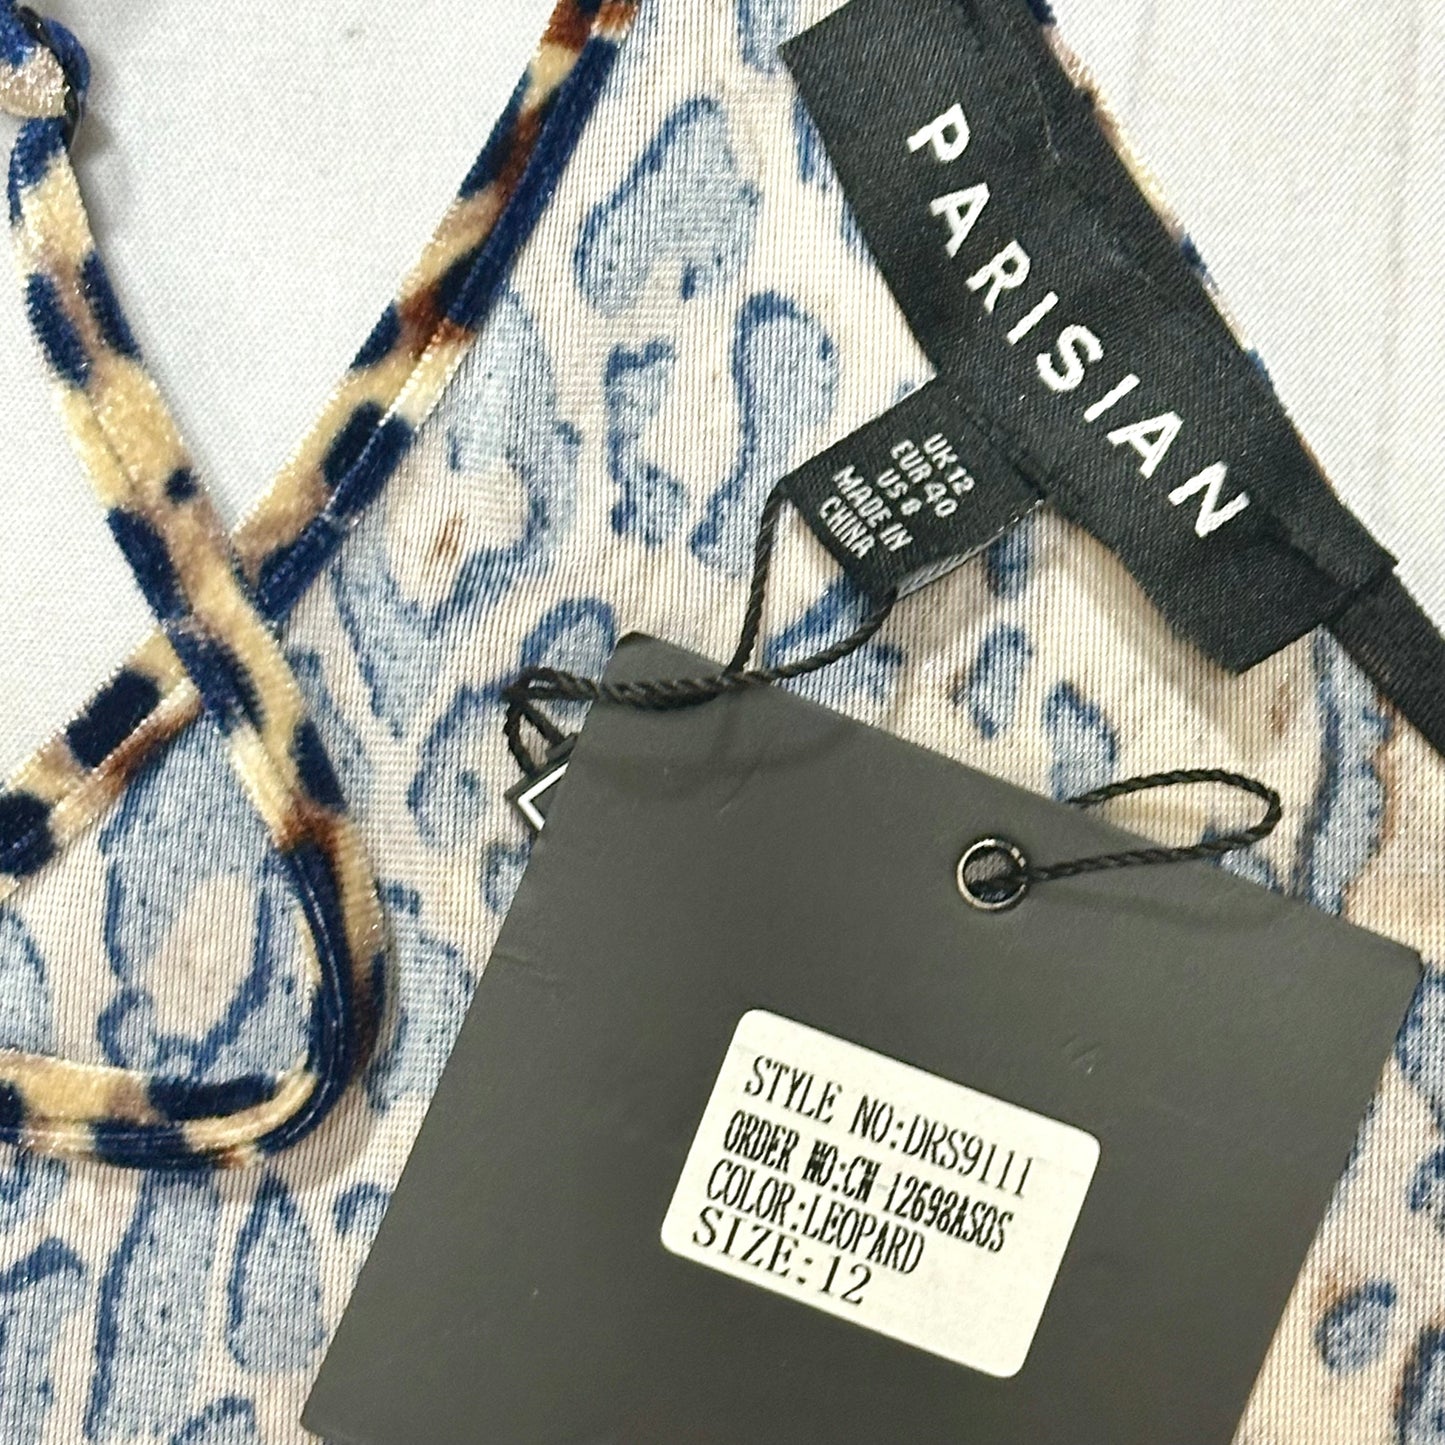 PARISIAN
UK 12
EUR 40
US 8
MADE IN
CHINA
STYLE NO:DRS9111
ORDER NO:CW-12698ASOS
COLOR:LEOPARD
SIZE:12